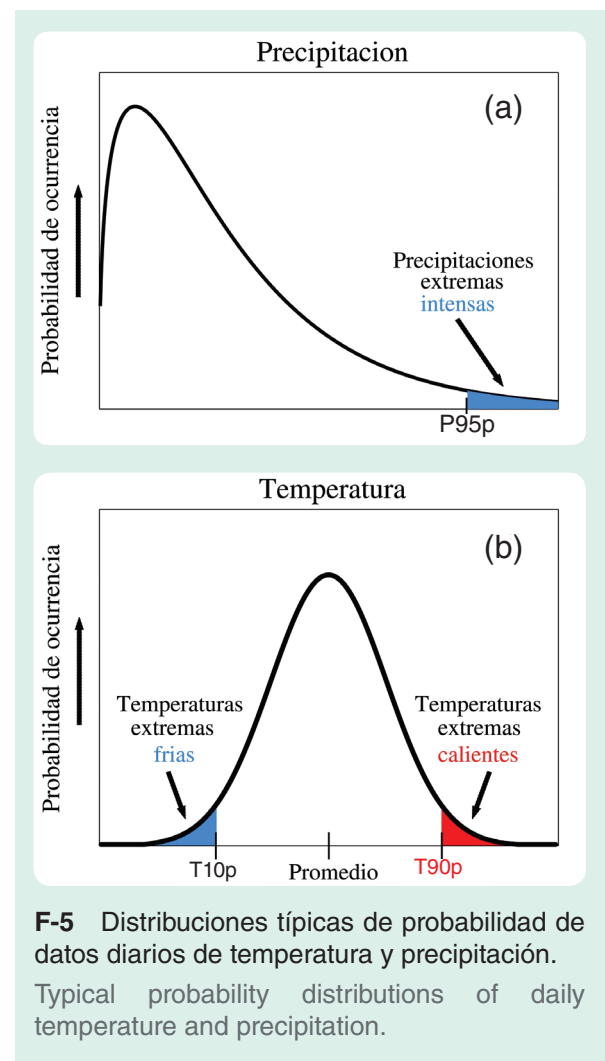 Precipitacion
(a)
Probabilidad de ocurrencia
Precipitaciones
extremas
intensas
P95p
Temperatura
(b)
Probabilidad de ocurrencia
Temperaturas
extremas
frias
Temperaturas
extremas
calientes
T10p
Promedio
T90p
F-5 Distribuciones típicas de probabilidad de
datos diarios de temperatura y precipitación.
Typical probability distributions of daily
temperature and precipitation.